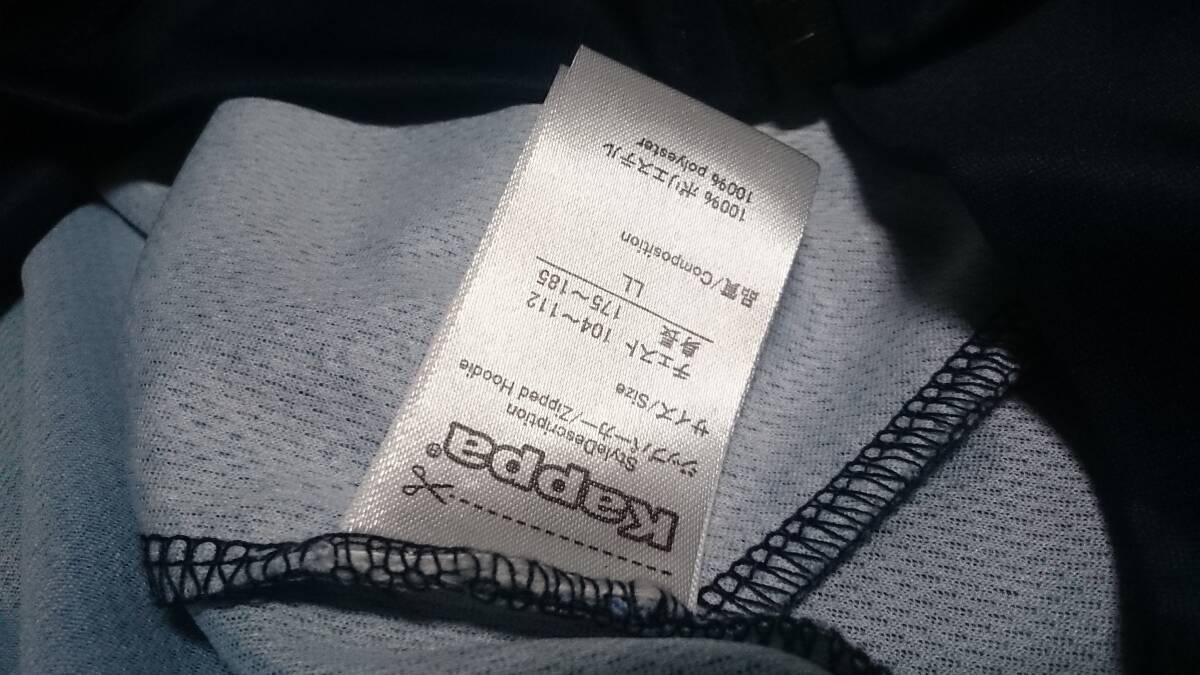 Kappa®
StyleDescription
ジップパーカー/Zipped Hoodie
サイズ/Size
チェスト 104～112
身長 175～185
LL
品質/Composition
100% ポリエステル
100% polyester